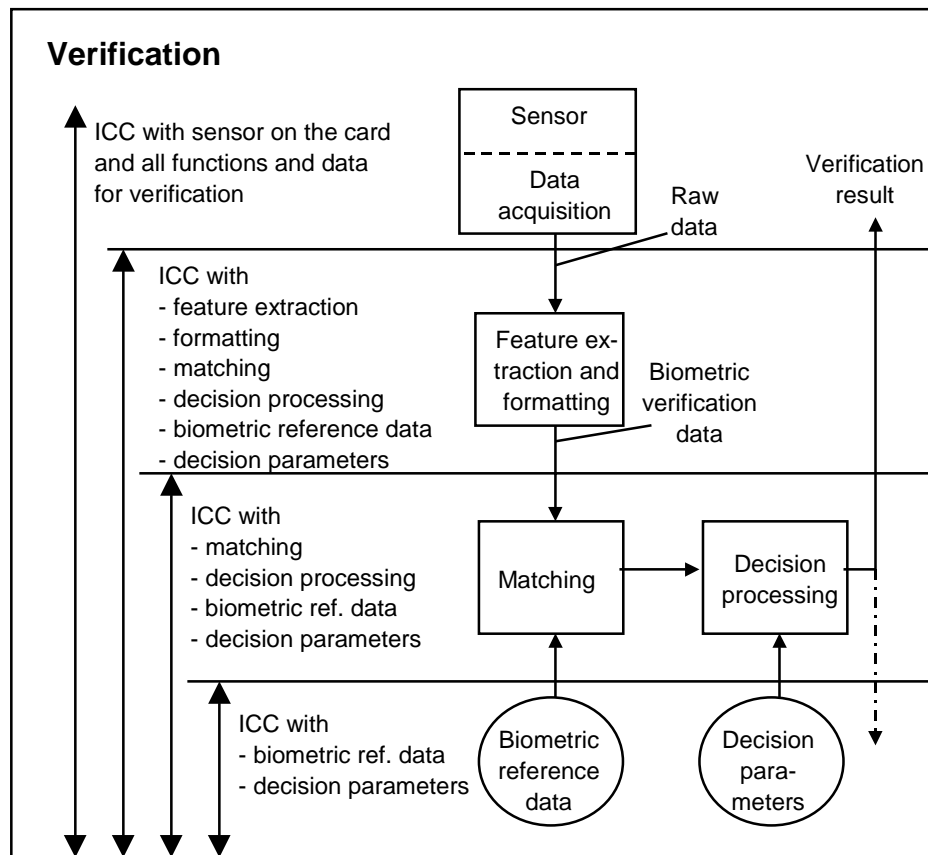 Verification
ICC with sensor on the card
and all functions and data
for verification
Sensor
Data
acquisition
Raw
data
Verification
result
ICC with
- feature extraction
- formatting
- matching
- decision processing
- biometric reference data
- decision parameters
Feature ex-
traction and
formatting
Biometric
verification
data
ICC with
- matching
- decision processing
- biometric ref. data
- decision parameters
Matching
Decision
processing
ICC with
- biometric ref. data
- decision parameters
Biometric
reference
data
Decision
para-
meters